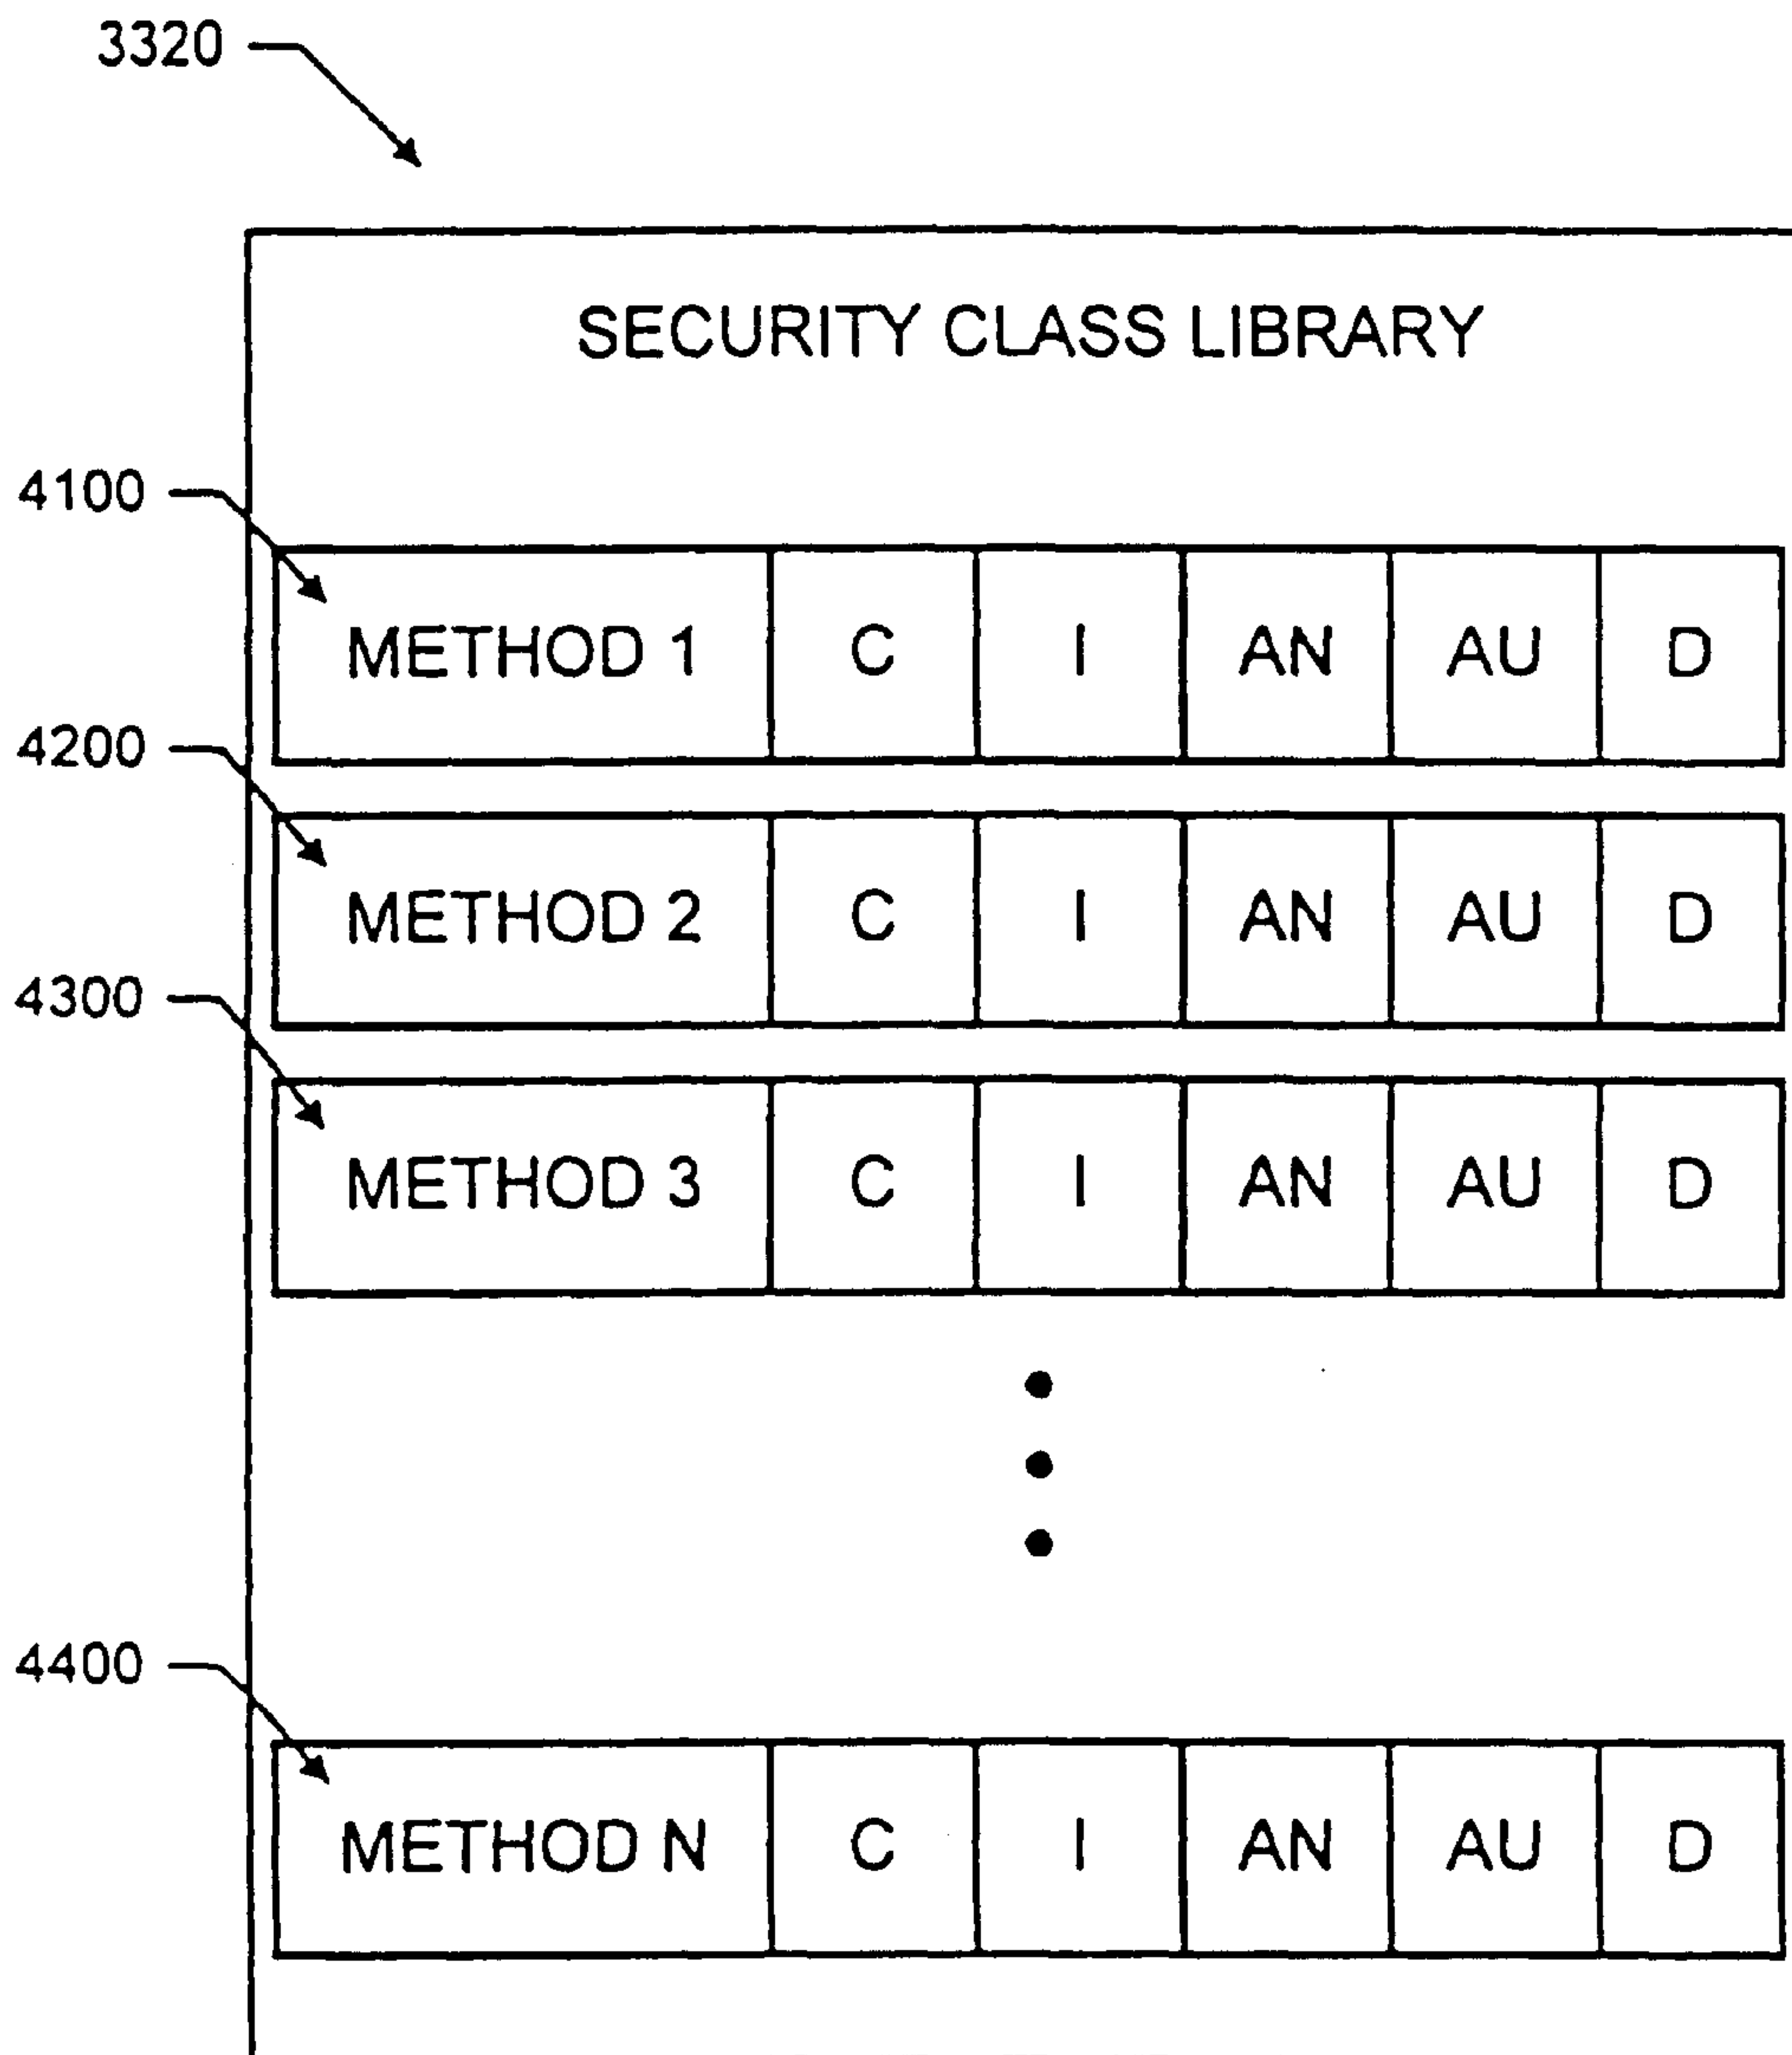 3320
SECURITY CLASS LIBRARY
4100
METHOD 1 C I AN AU D
4200
METHOD 2 C I AN AU D
4300
METHOD 3 C I AN AU D
4400
METHOD N C I AN AU D